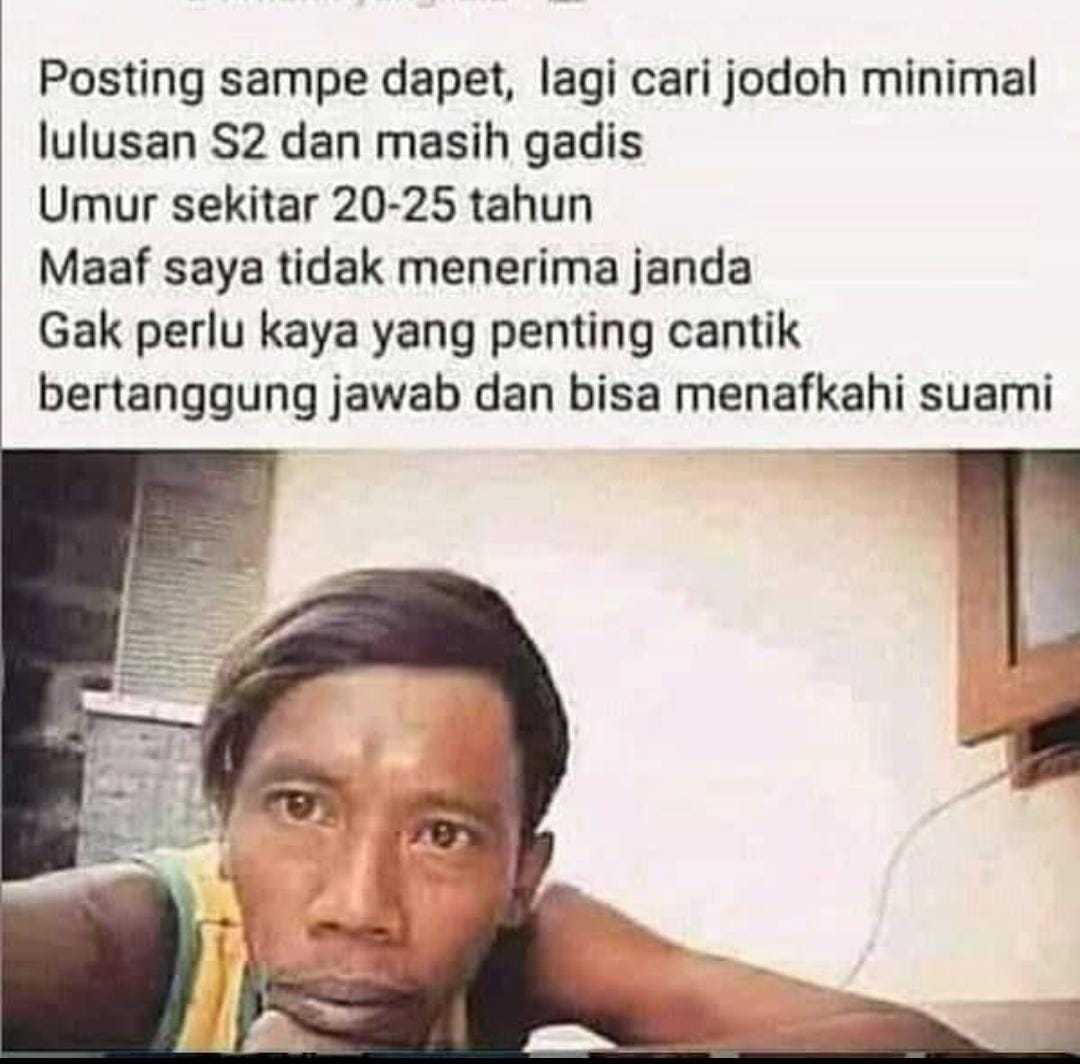 Posting sampe dapet, lagi cari jodoh minimal
lulusan S2 dan masih gadis
Umur sekitar 20-25 tahun
Maaf saya tidak menerima janda
Gak perlu kaya yang penting cantik
bertanggung jawab dan bisa menafkahi suami